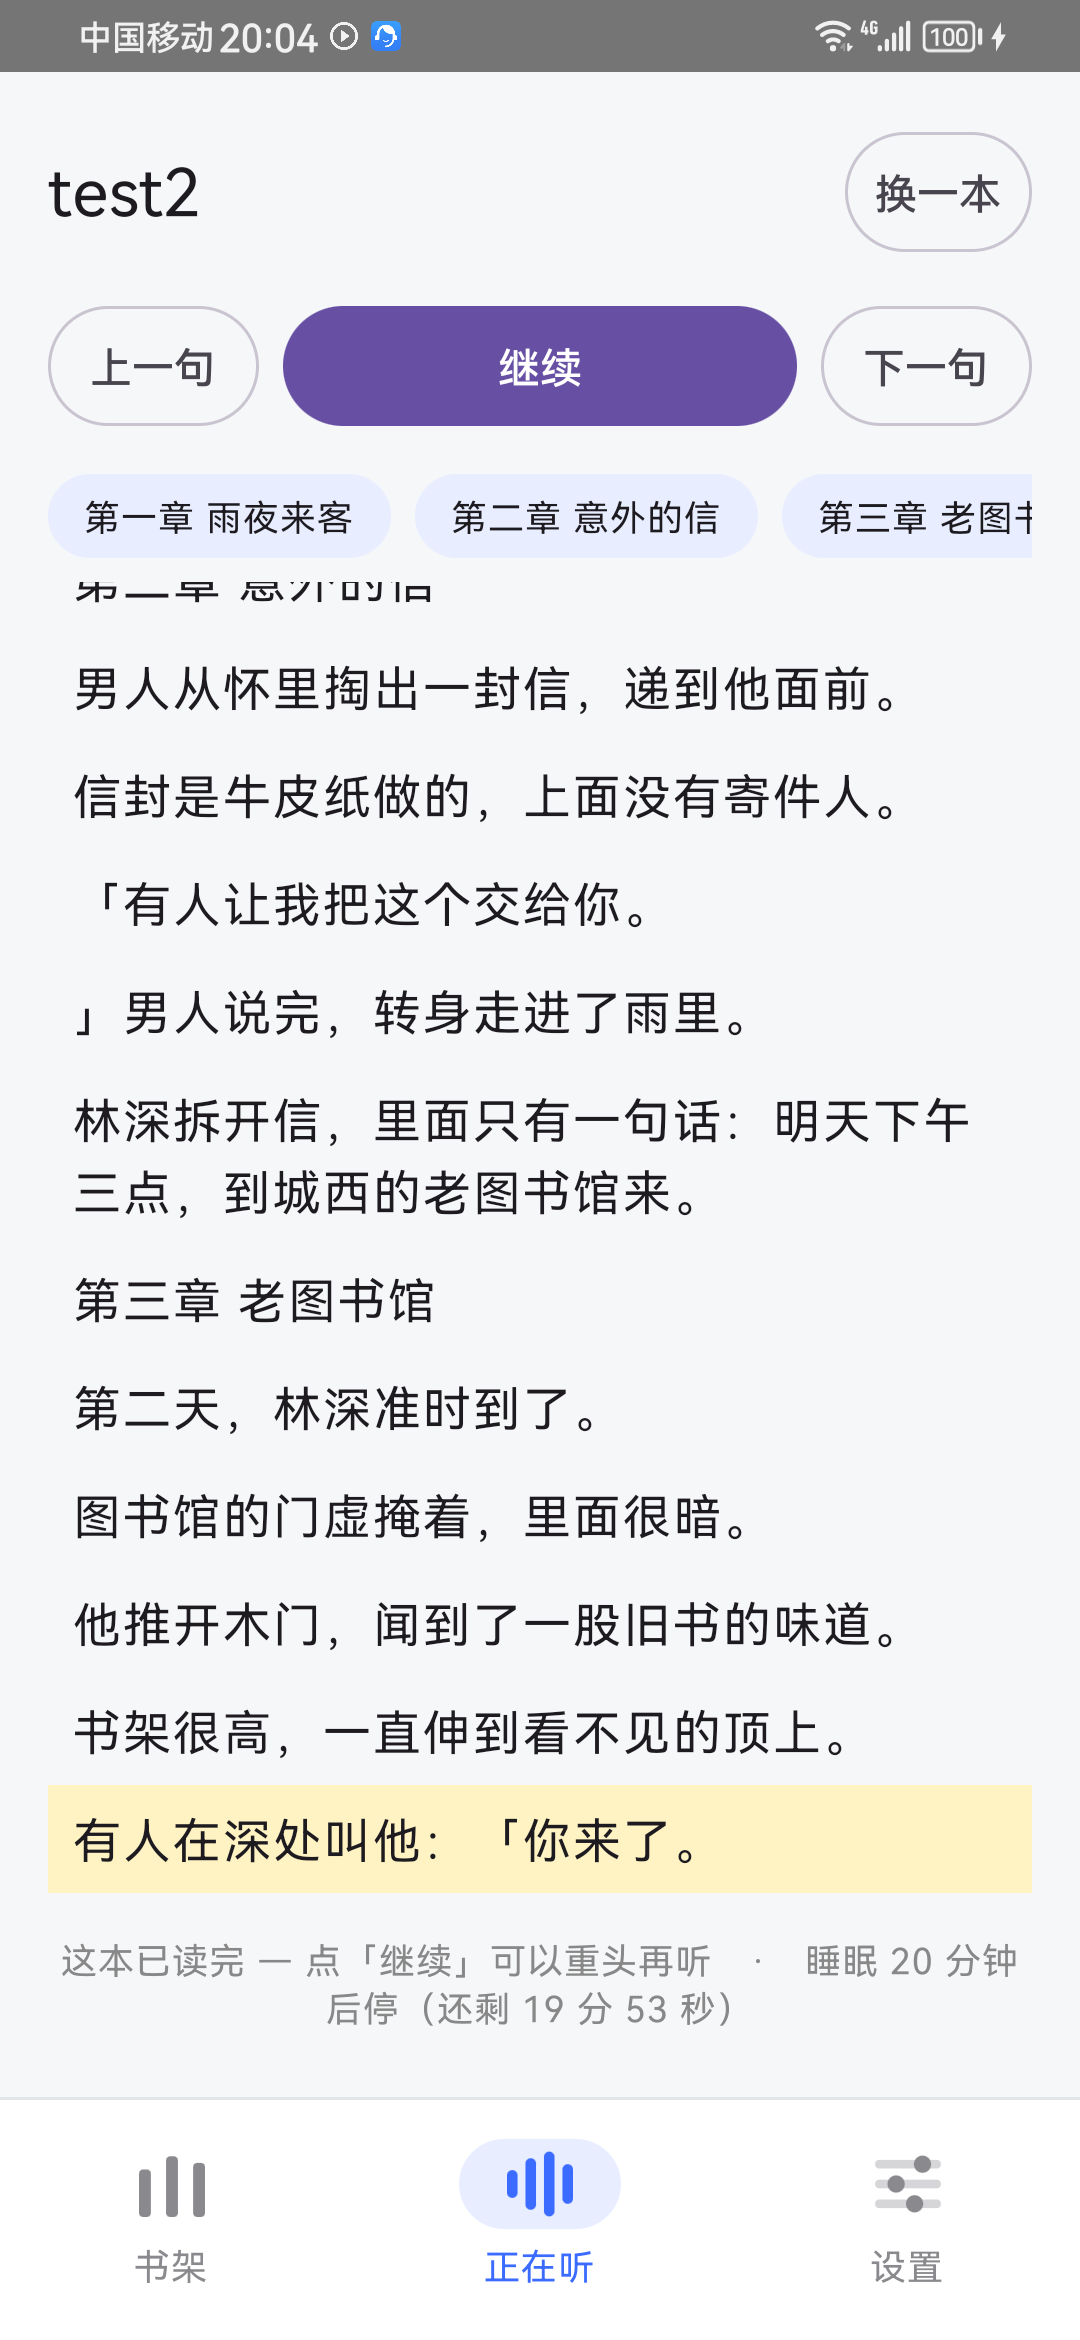 中国移动 20:04 4G 100
test2
换一本
上一句 继续 下一句
第一章 雨夜来客 第二章 意外的信 第三章 老图书
第二章 意外的信
男人从怀里掏出一封信，递到他面前。
信封是牛皮纸做的，上面没有寄件人。
「有人让我把这个交给你。
」男人说完，转身走进了雨里。
林深拆开信，里面只有一句话：明天下午
三点，到城西的老图书馆来。
第三章 老图书馆
第二天，林深准时到了。
图书馆的门虚掩着，里面很暗。
他推开木门，闻到了一股旧书的味道。
书架很高，一直伸到看不见的顶上。
有人在深处叫他：「你来了。
这本已读完 — 点「继续」可以重头再听 · 睡眠 20 分钟
后停（还剩 19 分 53 秒）
书架 正在听 设置